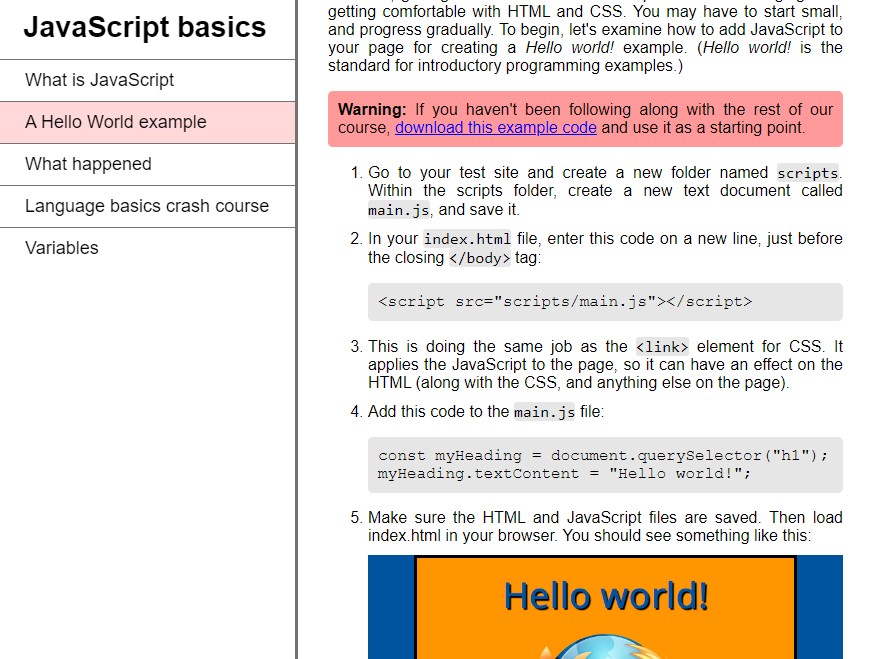 JavaScript basics
What is JavaScript
A Hello World example
What happened
Language basics crash course
Variables
getting comfortable with HTML and CSS. You may have to start small,
and progress gradually. To begin, let's examine how to add JavaScript to
your page for creating a Hello world! example. (Hello world! is the
standard for introductory programming examples.)
Warning: If you haven't been following along with the rest of our
course, download this example code and use it as a starting point.
1. Go to your test site and create a new folder named scripts.
Within the scripts folder, create a new text document called
main.js, and save it.
2. In your index.html file, enter this code on a new line, just before
the closing </body> tag:
<script src="scripts/main.js"></script>
3. This is doing the same job as the <link> element for CSS. It
applies the JavaScript to the page, so it can have an effect on the
HTML (along with the CSS, and anything else on the page).
4. Add this code to the main.js file:
const myHeading = document.querySelector("h1");
myHeading.textContent = "Hello world!";
5. Make sure the HTML and JavaScript files are saved. Then load
index.html in your browser. You should see something like this:
Hello world!